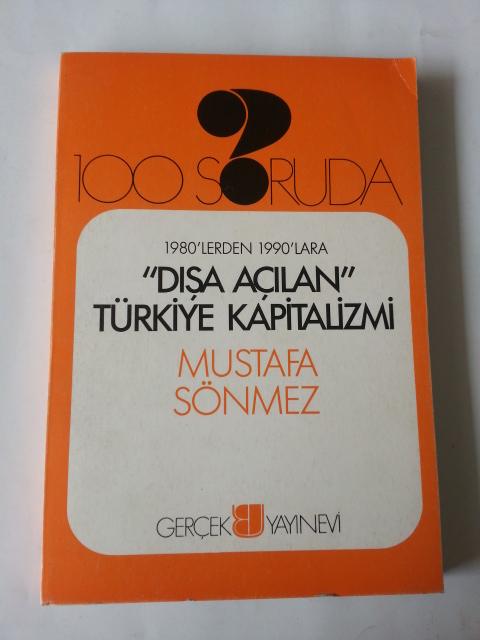 100 SORUDA
1980'LERDEN 1990'LARA
"DIŞA AÇILAN"
TÜRKİYE KAPİTALİZMİ
MUSTAFA
SÖNMEZ
GERÇEK YAYINEVİ